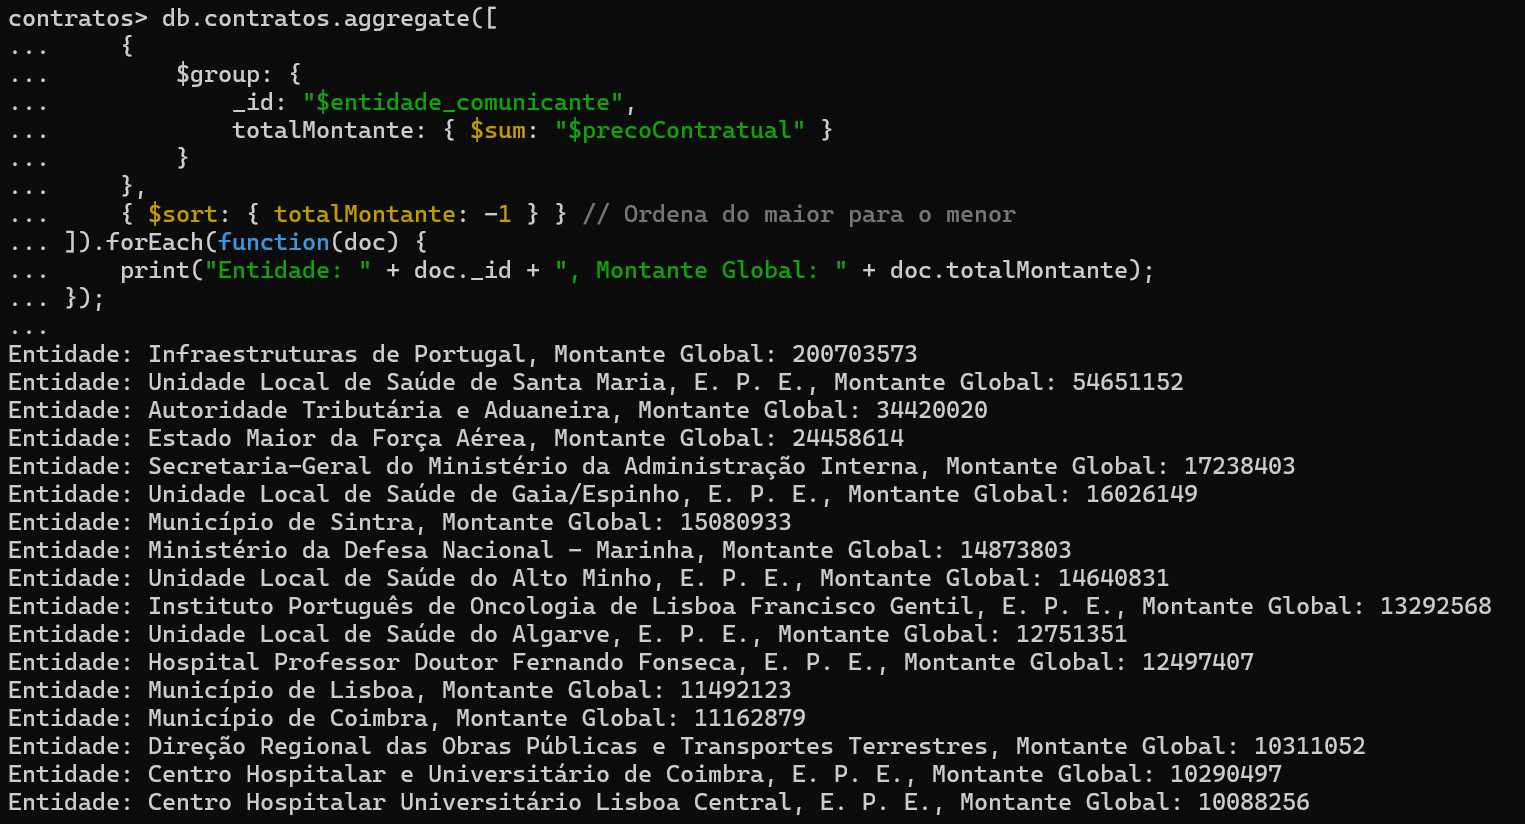 contratos> db.contratos.aggregate([
...     {
...         $group: {
...             _id: "$entidade_comunicante",
...             totalMontante: { $sum: "$precoContratual" }
...         }
...     },
...     { $sort: { totalMontante: -1 } } // Ordena do maior para o menor
... ]).forEach(function(doc) {
...     print("Entidade: " + doc._id + ", Montante Global: " + doc.totalMontante);
... });
...
Entidade: Infraestruturas de Portugal, Montante Global: 200703573
Entidade: Unidade Local de Saúde de Santa Maria, E. P. E., Montante Global: 54651152
Entidade: Autoridade Tributária e Aduaneira, Montante Global: 34420020
Entidade: Estado Maior da Força Aérea, Montante Global: 24458614
Entidade: Secretaria-Geral do Ministério da Administração Interna, Montante Global: 17238403
Entidade: Unidade Local de Saúde de Gaia/Espinho, E. P. E., Montante Global: 16026149
Entidade: Município de Sintra, Montante Global: 15080933
Entidade: Ministério da Defesa Nacional - Marinha, Montante Global: 14873803
Entidade: Unidade Local de Saúde do Alto Minho, E. P. E., Montante Global: 14640831
Entidade: Instituto Português de Oncologia de Lisboa Francisco Gentil, E. P. E., Montante Global: 13292568
Entidade: Unidade Local de Saúde do Algarve, E. P. E., Montante Global: 12751351
Entidade: Hospital Professor Doutor Fernando Fonseca, E. P. E., Montante Global: 12497407
Entidade: Município de Lisboa, Montante Global: 11492123
Entidade: Município de Coimbra, Montante Global: 11162879
Entidade: Direção Regional das Obras Públicas e Transportes Terrestres, Montante Global: 10311052
Entidade: Centro Hospitalar e Universitário de Coimbra, E. P. E., Montante Global: 10290497
Entidade: Centro Hospitalar Universitário Lisboa Central, E. P. E., Montante Global: 10088256